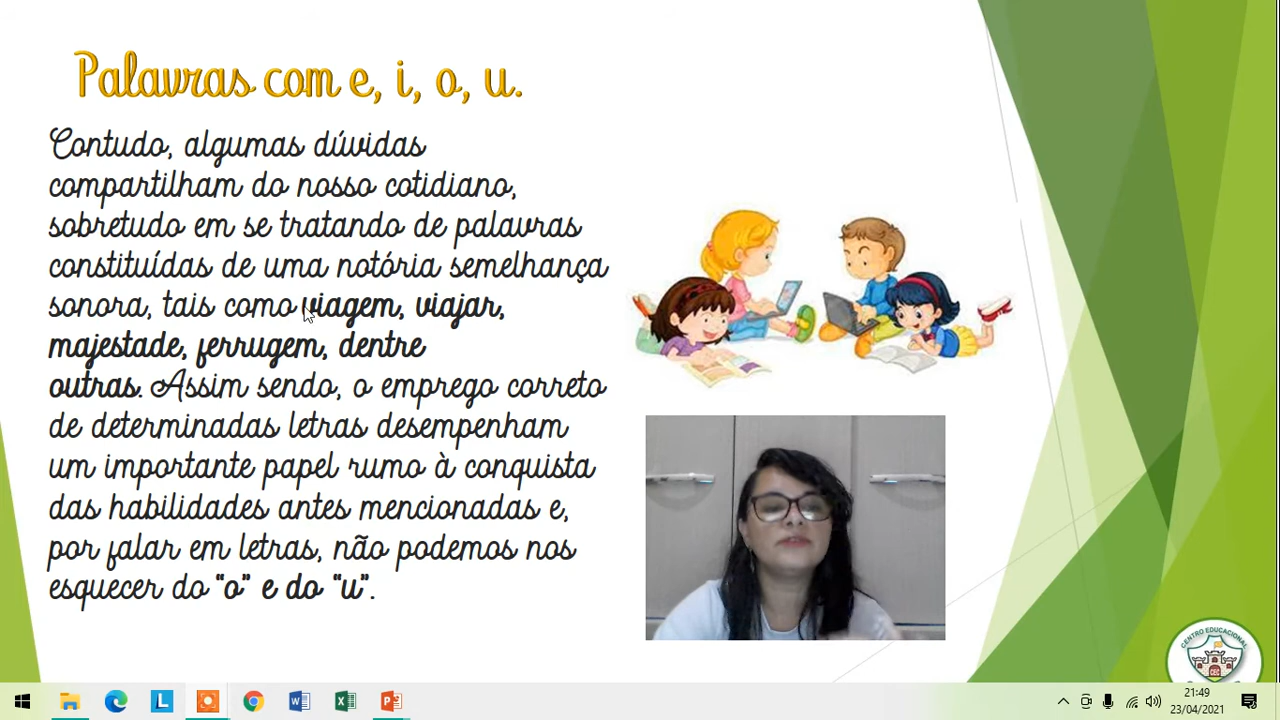 Palavras com e, i, o, u.
Contudo, algumas dúvidas
compartilham do nosso cotidiano,
sobretudo em se tratando de palavras
constituídas de uma notória semelhança
sonora, tais como viagem, viajar,
majestade, ferrugem, dentre
outras. Assim sendo, o emprego correto
de determinadas letras desempenham
um importante papel rumo à conquista
das habilidades antes mencionadas e,
por falar em letras, não podemos nos
esquecer do “o” e do “u”.
CENTRO EDUCACIONAL
CEC
21:49
23/04/2021